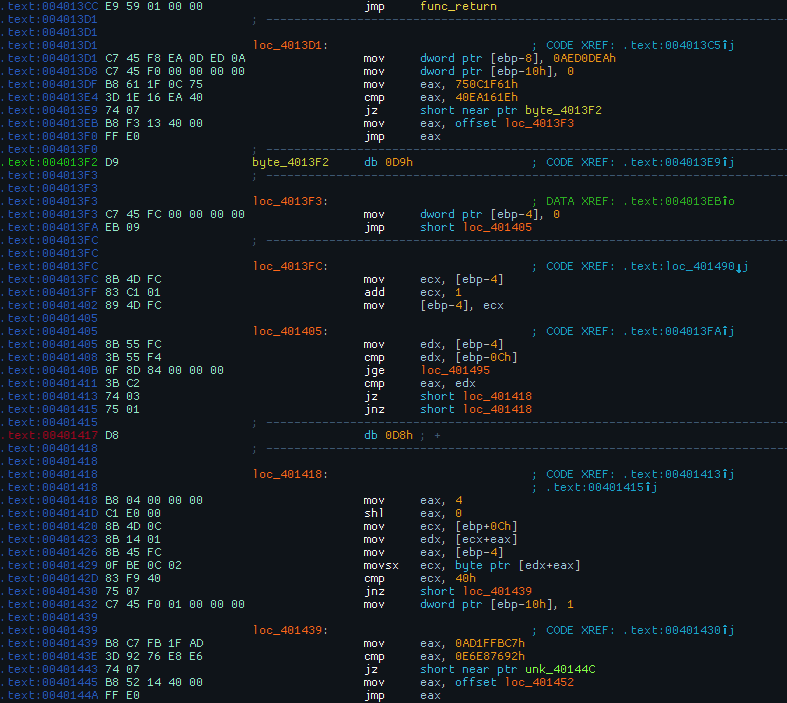 .text:004013CC E9 59 01 00 00 jmp func_return
.text:004013D1 ; ---------------------------------------------------------------------------
.text:004013D1
.text:004013D1 loc_4013D1: ; CODE XREF: .text:004013C5↑j
.text:004013D1 C7 45 F8 EA 0D ED 0A mov dword ptr [ebp-8], 0AED0DEAh
.text:004013D8 C7 45 F0 00 00 00 00 mov dword ptr [ebp-10h], 0
.text:004013DF B8 61 1F 0C 75 mov eax, 750C1F61h
.text:004013E4 3D 1E 16 EA 40 cmp eax, 40EA161Eh
.text:004013E9 74 07 jz short near ptr byte_4013F2
.text:004013EB B8 F3 13 40 00 mov eax, offset loc_4013F3
.text:004013F0 FF E0 jmp eax
.text:004013F0 ; ---------------------------------------------------------------------------
.text:004013F2 D9 byte_4013F2 db 0D9h ; CODE XREF: .text:004013E9↑j
.text:004013F3 ; ---------------------------------------------------------------------------
.text:004013F3
.text:004013F3 loc_4013F3: ; DATA XREF: .text:004013EB↑o
.text:004013F3 C7 45 FC 00 00 00 00 mov dword ptr [ebp-4], 0
.text:004013FA EB 09 jmp short loc_401405
.text:004013FC ; ---------------------------------------------------------------------------
.text:004013FC
.text:004013FC loc_4013FC: ; CODE XREF: .text:loc_401490↓j
.text:004013FC 8B 4D FC mov ecx, [ebp-4]
.text:004013FF 83 C1 01 add ecx, 1
.text:00401402 89 4D FC mov [ebp-4], ecx
.text:00401405
.text:00401405 loc_401405: ; CODE XREF: .text:004013FA↑j
.text:00401405 8B 55 FC mov edx, [ebp-4]
.text:00401408 3B 55 F4 cmp edx, [ebp-0Ch]
.text:0040140B 0F 8D 84 00 00 00 jge loc_401495
.text:00401411 3B C2 cmp eax, edx
.text:00401413 74 03 jz short loc_401418
.text:00401415 75 01 jnz short loc_401418
.text:00401415 ; ---------------------------------------------------------------------------
.text:00401417 D8 db 0D8h ; +
.text:00401418 ; ---------------------------------------------------------------------------
.text:00401418
.text:00401418 loc_401418: ; CODE XREF: .text:00401413↑j
.text:00401418 ; .text:00401415↑j
.text:00401418 B8 04 00 00 00 mov eax, 4
.text:0040141D C1 E0 00 shl eax, 0
.text:00401420 8B 4D 0C mov ecx, [ebp+0Ch]
.text:00401423 8B 14 01 mov edx, [ecx+eax]
.text:00401426 8B 45 FC mov eax, [ebp-4]
.text:00401429 0F BE 0C 02 movsx ecx, byte ptr [edx+eax]
.text:0040142D 83 F9 40 cmp ecx, 40h
.text:00401430 75 07 jnz short loc_401439
.text:00401432 C7 45 F0 01 00 00 00 mov dword ptr [ebp-10h], 1
.text:00401439
.text:00401439 loc_401439: ; CODE XREF: .text:00401430↑j
.text:00401439 B8 C7 FB 1F AD mov eax, 0AD1FFBC7h
.text:0040143E 3D 92 76 E8 E6 cmp eax, 0E6E87692h
.text:00401443 74 07 jz short near ptr unk_40144C
.text:00401445 B8 52 14 40 00 mov eax, offset loc_401452
.text:0040144A FF E0 jmp eax